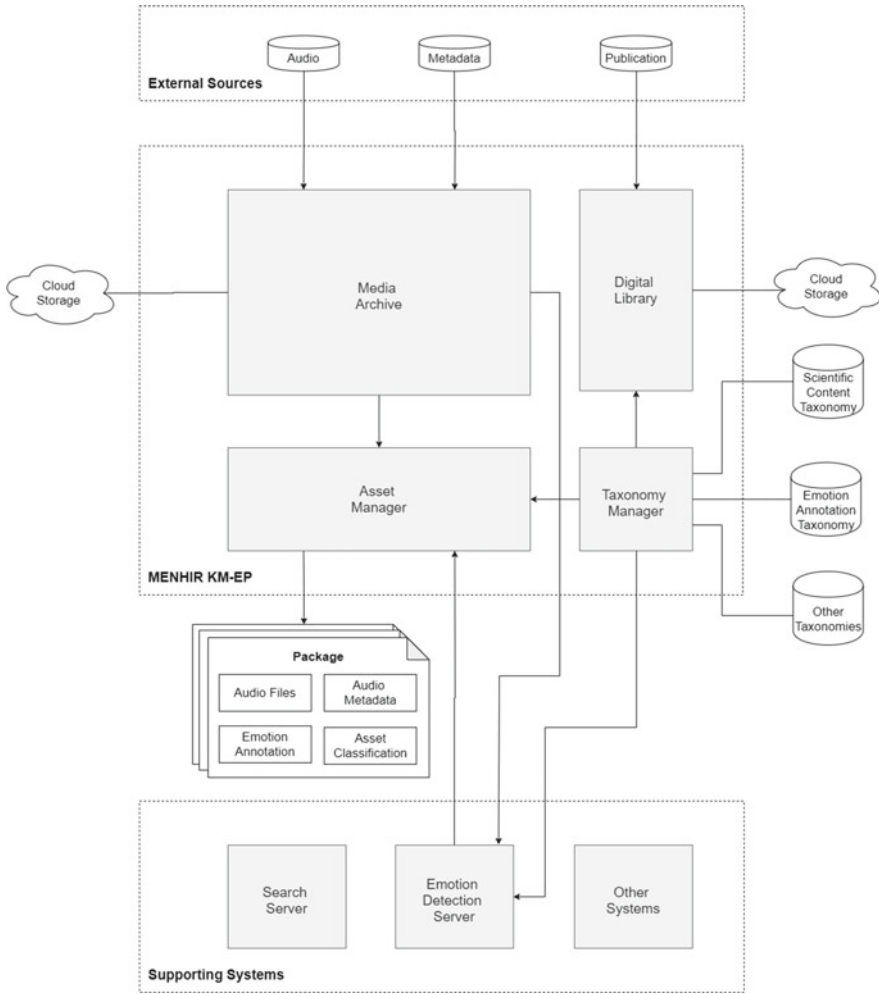 Audio
Metadata
Publication
External Sources
Media
Archive
Digital
Library
Cloud
Storage
Cloud
Storage
Scientific
Content
Taxonomy
Asset
Manager
Taxonomy
Manager
Emotion
Annotation
Taxonomy
MENHIR KM-EP
Other
Taxonomies
Package
Audio Files
Audio
Metadata
Emotion
Annotation
Asset
Classification
Search
Server
Emotion
Detection
Server
Other
Systems
Supporting Systems